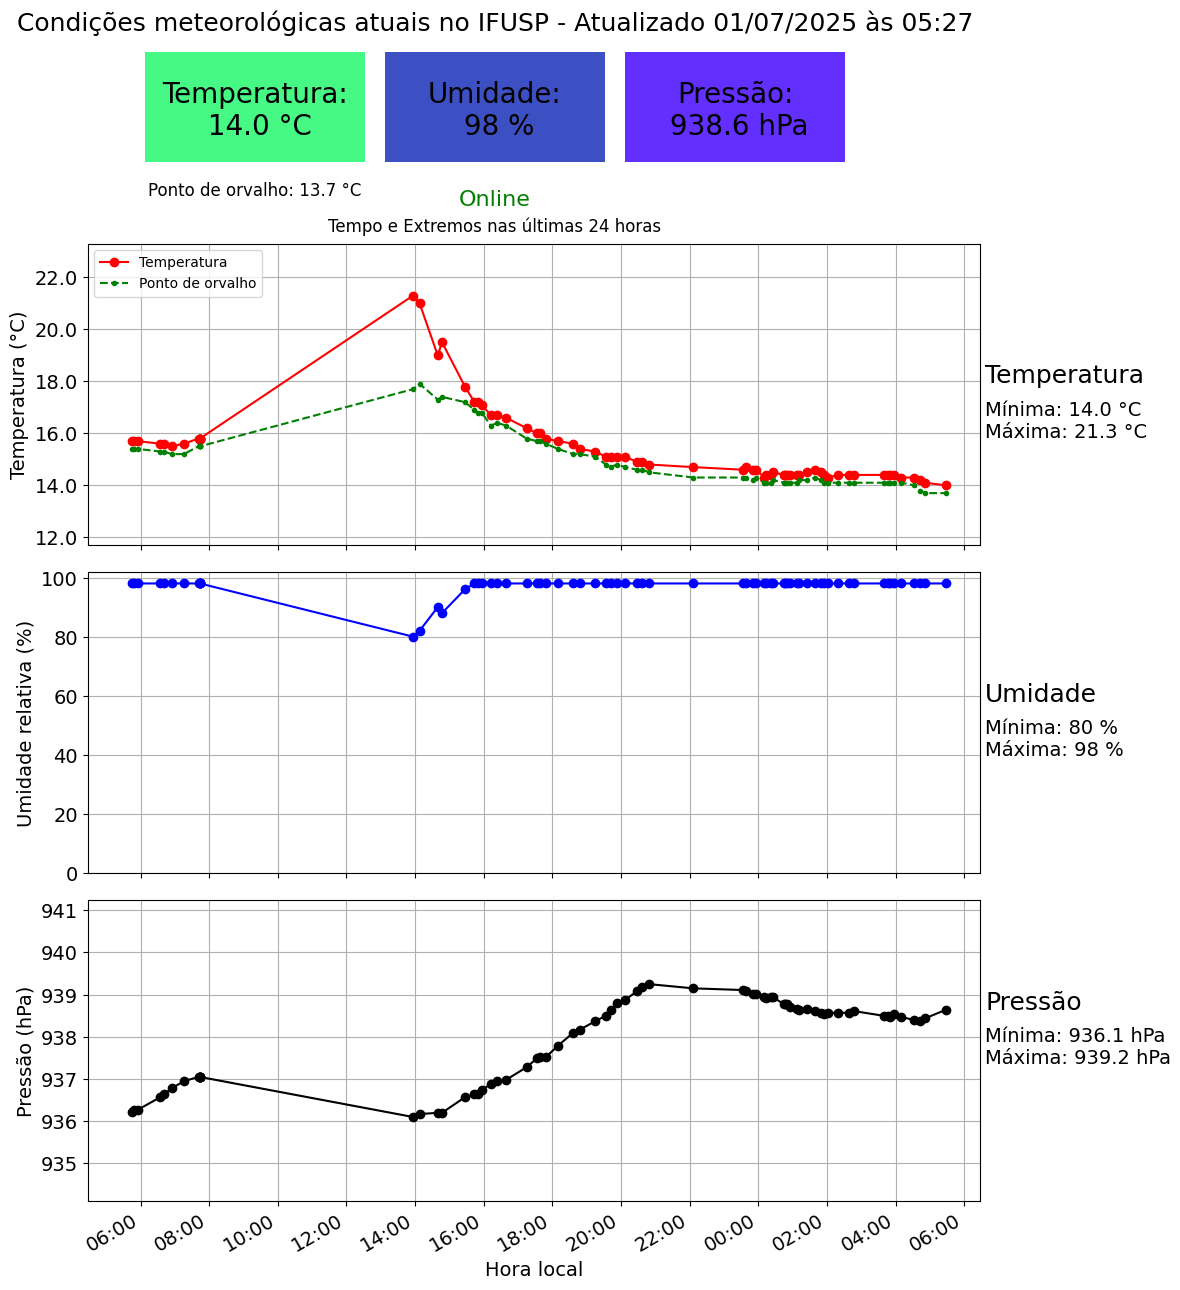 Condições meteorológicas atuais no IFUSP - Atualizado 01/07/2025 às 05:27
Temperatura:
14.0 °C
Umidade:
98 %
Pressão:
938.6 hPa
Ponto de orvalho: 13.7 °C
Online
Tempo e Extremos nas últimas 24 horas
Temperatura
Ponto de orvalho
Temperatura (°C)
22.0
20.0
18.0
16.0
14.0
12.0
Temperatura
Mínima: 14.0 °C
Máxima: 21.3 °C
Umidade relativa (%)
100
80
60
40
20
0
Umidade
Mínima: 80 %
Máxima: 98 %
Pressão (hPa)
941
940
939
938
937
936
935
Pressão
Mínima: 936.1 hPa
Máxima: 939.2 hPa
06:00 08:00 10:00 12:00 14:00 16:00 18:00 20:00 22:00 00:00 02:00 04:00 06:00
Hora local